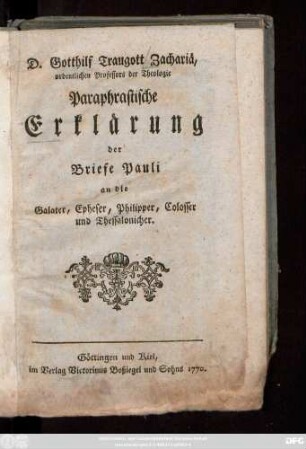 D. Gotthilf Traugott Zachariä,
ordentlichen Professors der Theologie
Paraphrastische
Erklärung
der
Briefe Pauli
an die
Galater, Epheser, Philipper, Colosser
und Thessalonicher.
Göttingen und Kiel,
im Verlag Victorinus Boßiegel und Sohns 1770.